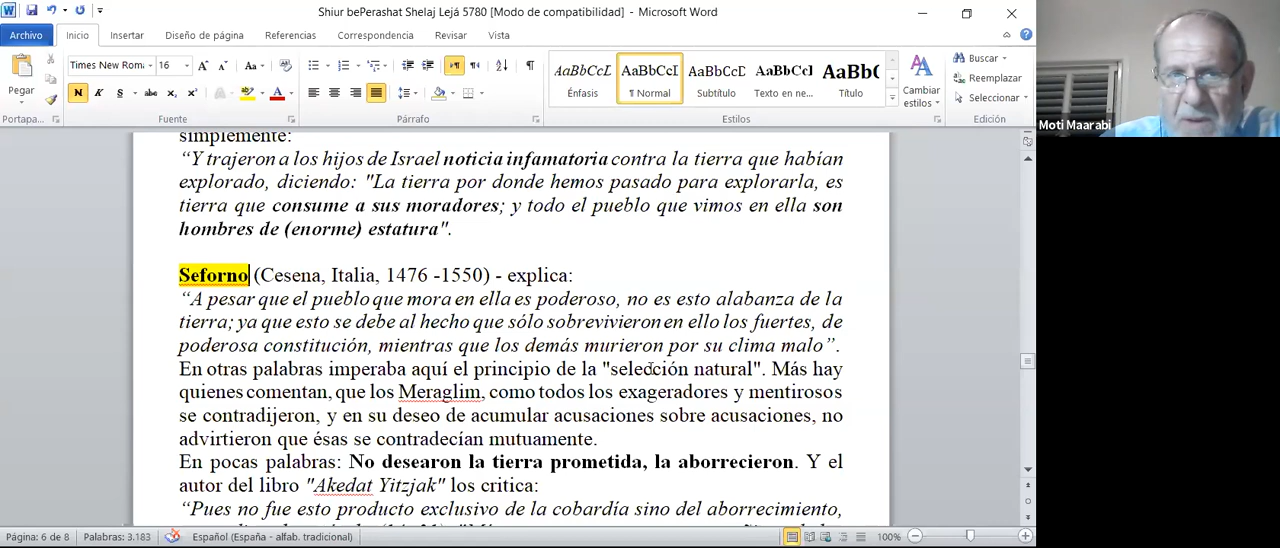 Shiur bePerashat Shelaj Lejá 5780 [Modo de compatibilidad] - Microsoft Word
Archivo Inicio Insertar Diseño de página Referencias Correspondencia Revisar Vista
Pegar
Times New Roma 16
Aa
N K S abc x₂ x² A
AaBbCcL AaBbCcI AaBbCcD AaBbCcI AaBbC
Énfasis ¶ Normal Subtítulo Texto en ne... Título
Cambiar estilos
Buscar
Reemplazar
Seleccionar
Portapa... Fuente Párrafo Estilos Edición
Moti Maarabi
simplemente:
“Y trajeron a los hijos de Israel noticia infamatoria contra la tierra que habían
explorado, diciendo: "La tierra por donde hemos pasado para explorarla, es
tierra que consume a sus moradores; y todo el pueblo que vimos en ella son
hombres de (enorme) estatura".
Seforno (Cesena, Italia, 1476 -1550) - explica:
“A pesar que el pueblo que mora en ella es poderoso, no es esto alabanza de la
tierra; ya que esto se debe al hecho que sólo sobrevivieron en ello los fuertes, de
poderosa constitución, mientras que los demás murieron por su clima malo”.
En otras palabras imperaba aquí el principio de la "selección natural". Más hay
quienes comentan, que los Meraglim, como todos los exageradores y mentirosos
se contradijeron, y en su deseo de acumular acusaciones sobre acusaciones, no
advirtieron que ésas se contradecían mutuamente.
En pocas palabras: No desearon la tierra prometida, la aborrecieron. Y el
autor del libro "Akedat Yitzjak" los critica:
“Pues no fue esto producto exclusivo de la cobardía sino del aborrecimiento,
Página: 6 de 8 Palabras: 3.183 Español (España - alfab. tradicional) 100%